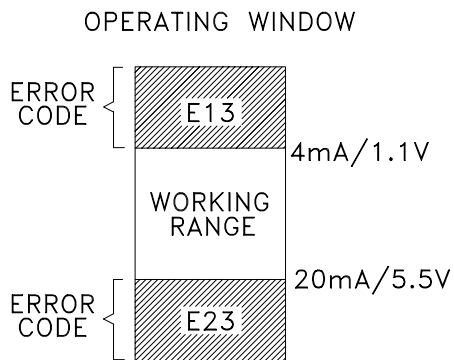 OPERATING WINDOW
ERROR
CODE
E13
4mA/1.1V
WORKING
RANGE
20mA/5.5V
ERROR
CODE
E23